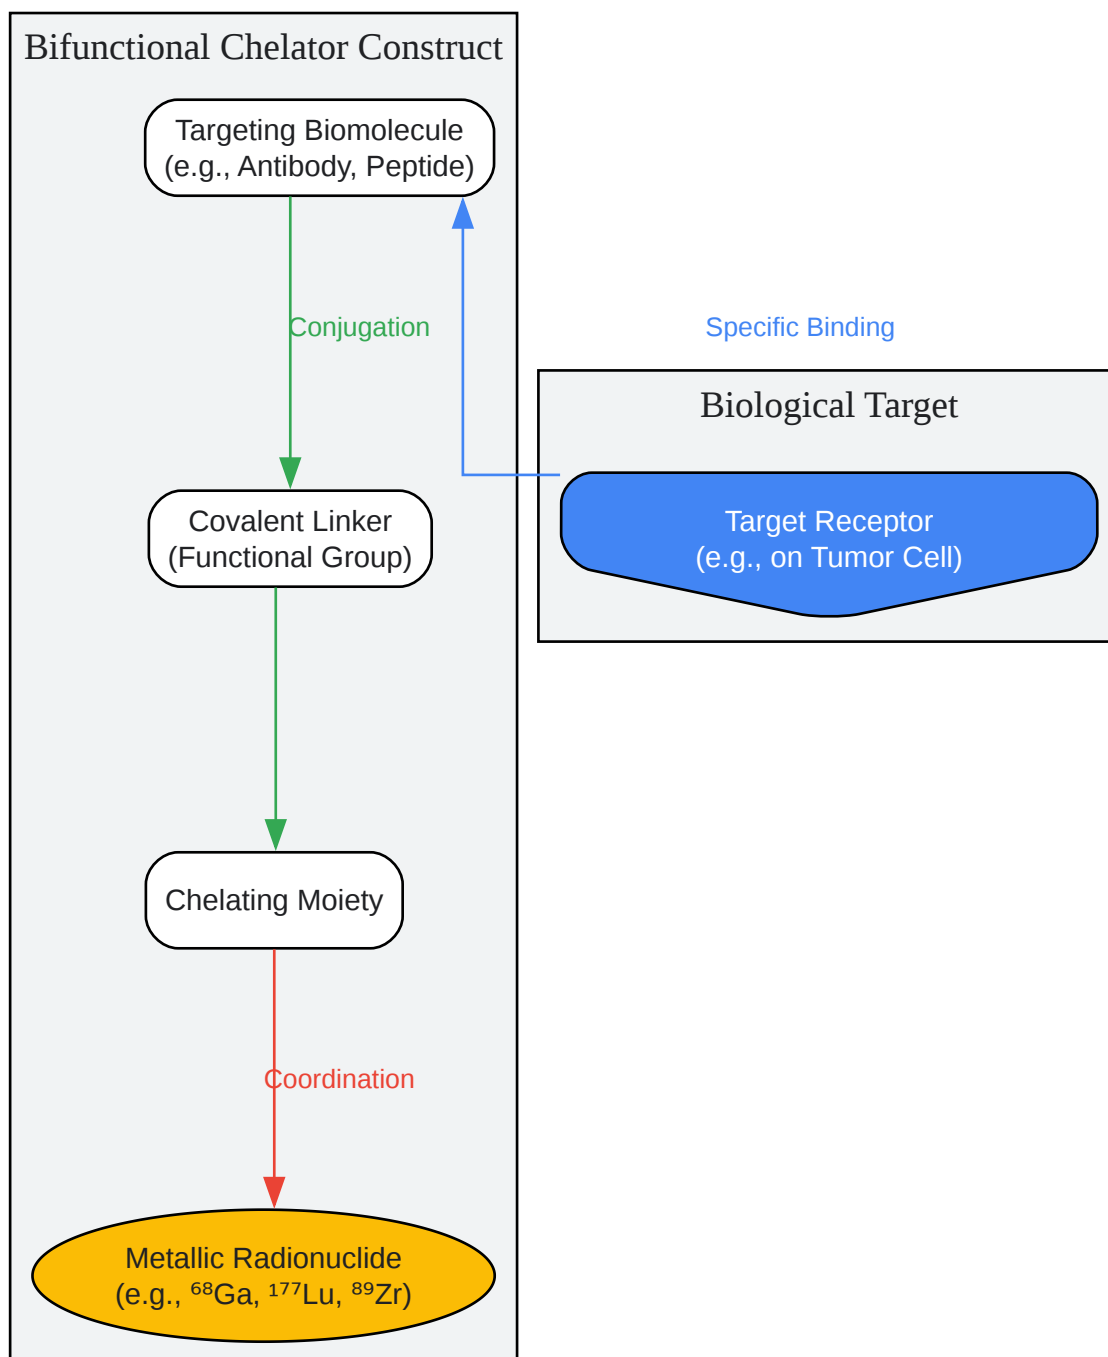 Bifunctional Chelator Construct
Targeting Biomolecule
(e.g., Antibody, Peptide)
Conjugation
Specific Binding
Biological Target
Covalent Linker
(Functional Group)
Target Receptor
(e.g., on Tumor Cell)
Chelating Moiety
Coordination
Metallic Radionuclide
(e.g., ⁶⁸Ga, ¹⁷⁷Lu, ⁸⁹Zr)